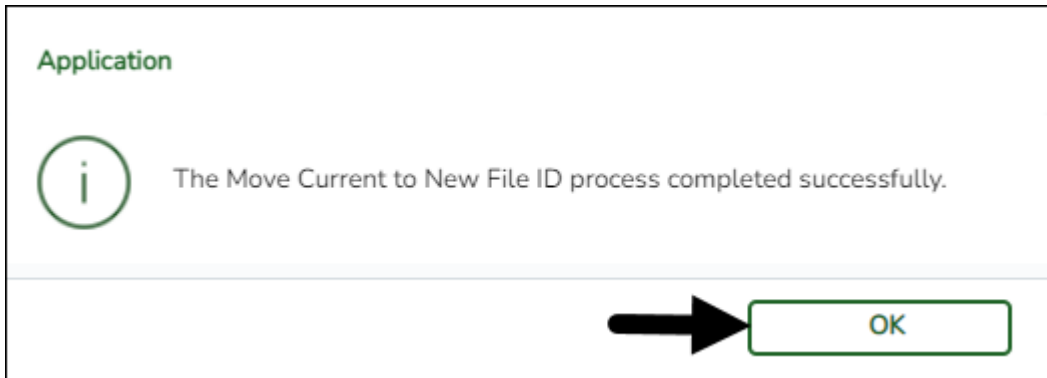 Application
The Move Current to New File ID process completed successfully.
OK